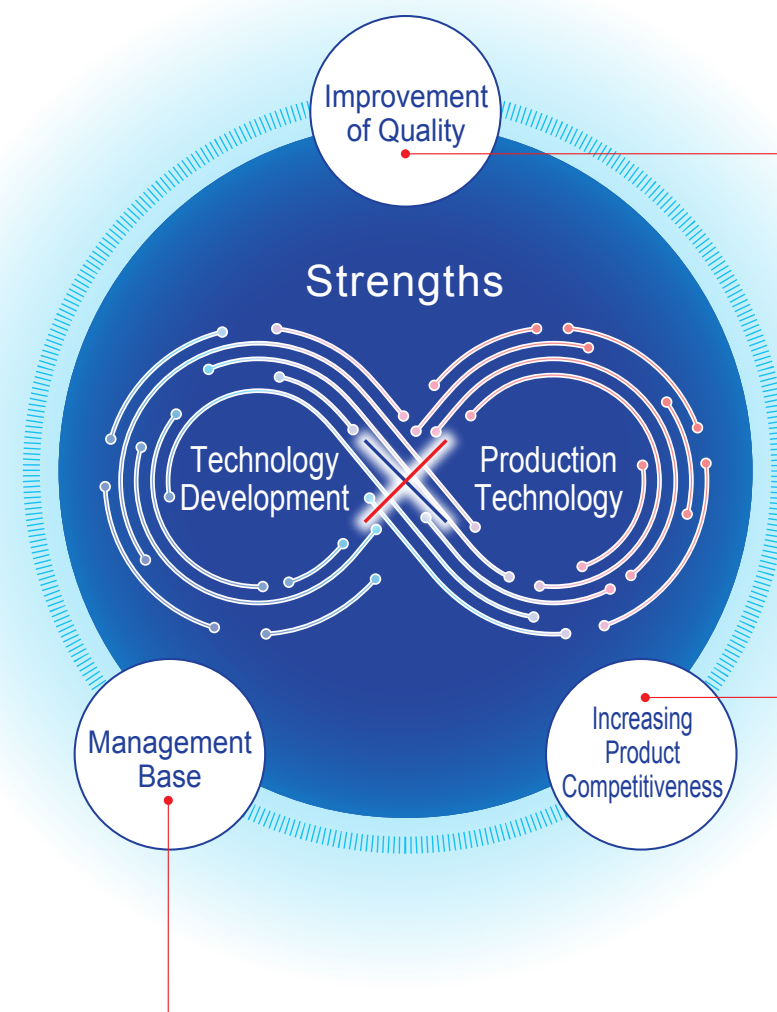 Improvement
of Quality
Strengths
Technology
Development
Production
Technology
Management
Base
Increasing
Product
Competitiveness